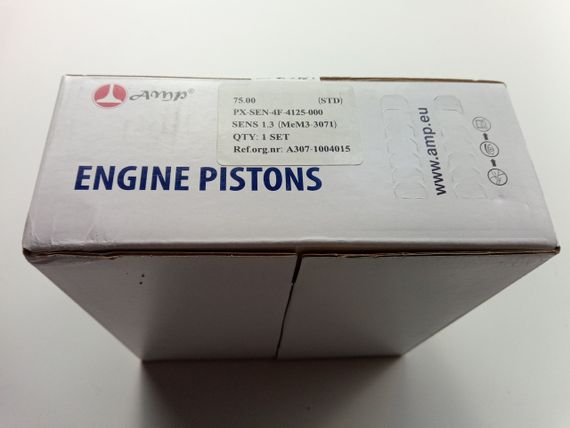 AMP
75.00 (STD)
PX-SEN-4F-4125-000
SENS 1.3 (MeM3-3071)
QTY: 1 SET
Ref.org.nr: A307-1004015
ENGINE PISTONS
www.amp.eu